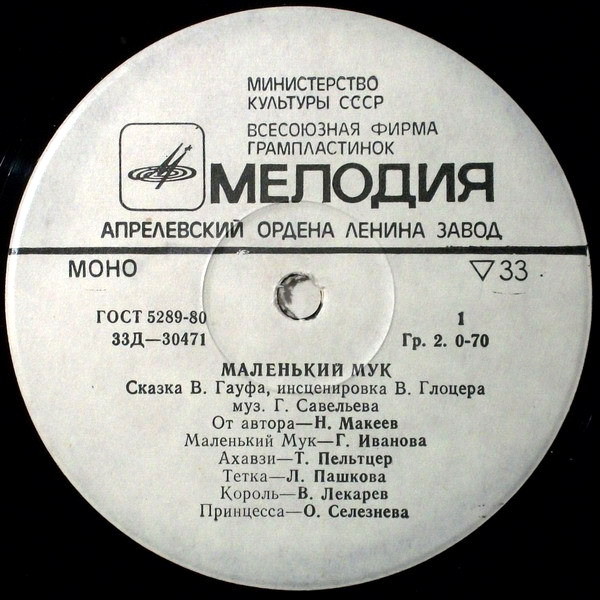 МИНИСТЕРСТВО
КУЛЬТУРЫ СССР
ВСЕСОЮЗНАЯ ФИРМА
ГРАМПЛАСТИНОК
МЕЛОДИЯ
АПРЕЛЕВСКИЙ ОРДЕНА ЛЕНИНА ЗАВОД
МОНО
▽33
ГОСТ 5289-80
1
33Д—30471
Гр. 2. 0-70
МАЛЕНЬКИЙ МУК
Сказка В. Гауфа, инсценировка В. Глоцера
муз. Г. Савельева
От автора—Н. Макеев
Маленький Мук—Г. Иванова
Ахавзи—Т. Пельтцер
Тетка—Л. Пашкова
Король—В. Лекарев
Принцесса—О. Селезнева